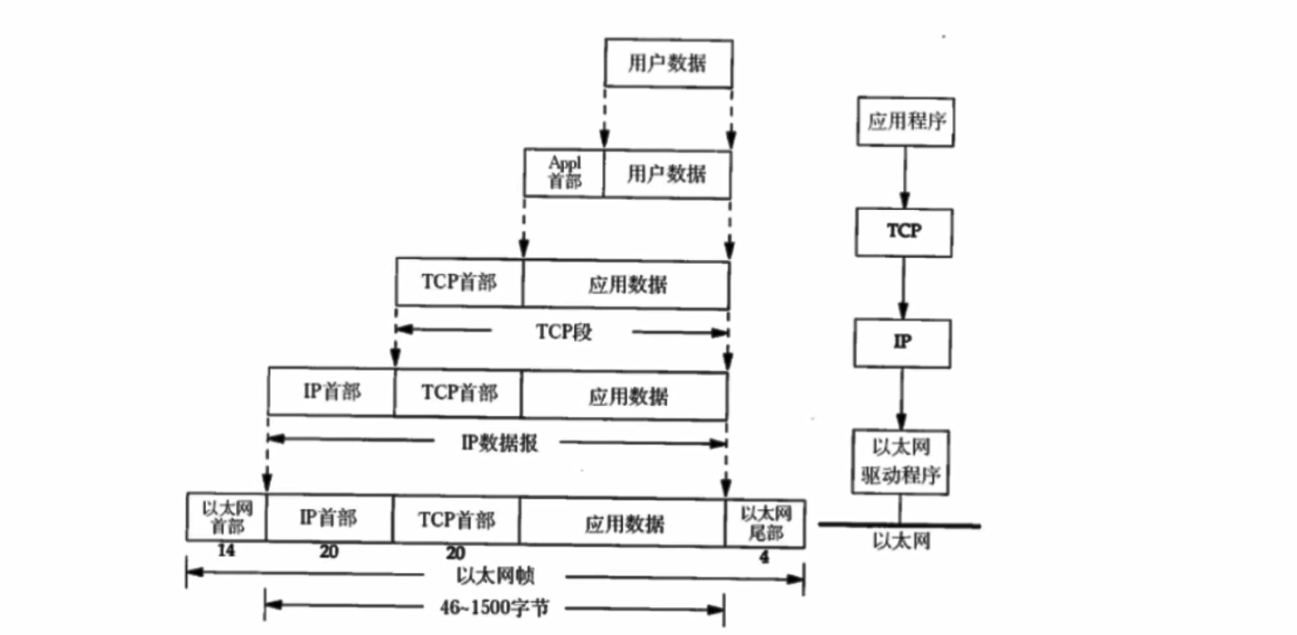 用户数据
应用程序
Appl
首部
用户数据
TCP
TCP首部
应用数据
TCP段
IP
IP首部
TCP首部
应用数据
IP数据报
以太网
驱动程序
以太网
首部
IP首部
TCP首部
应用数据
以太网
尾部
以太网
14
20
20
4
以太网帧
46~1500字节